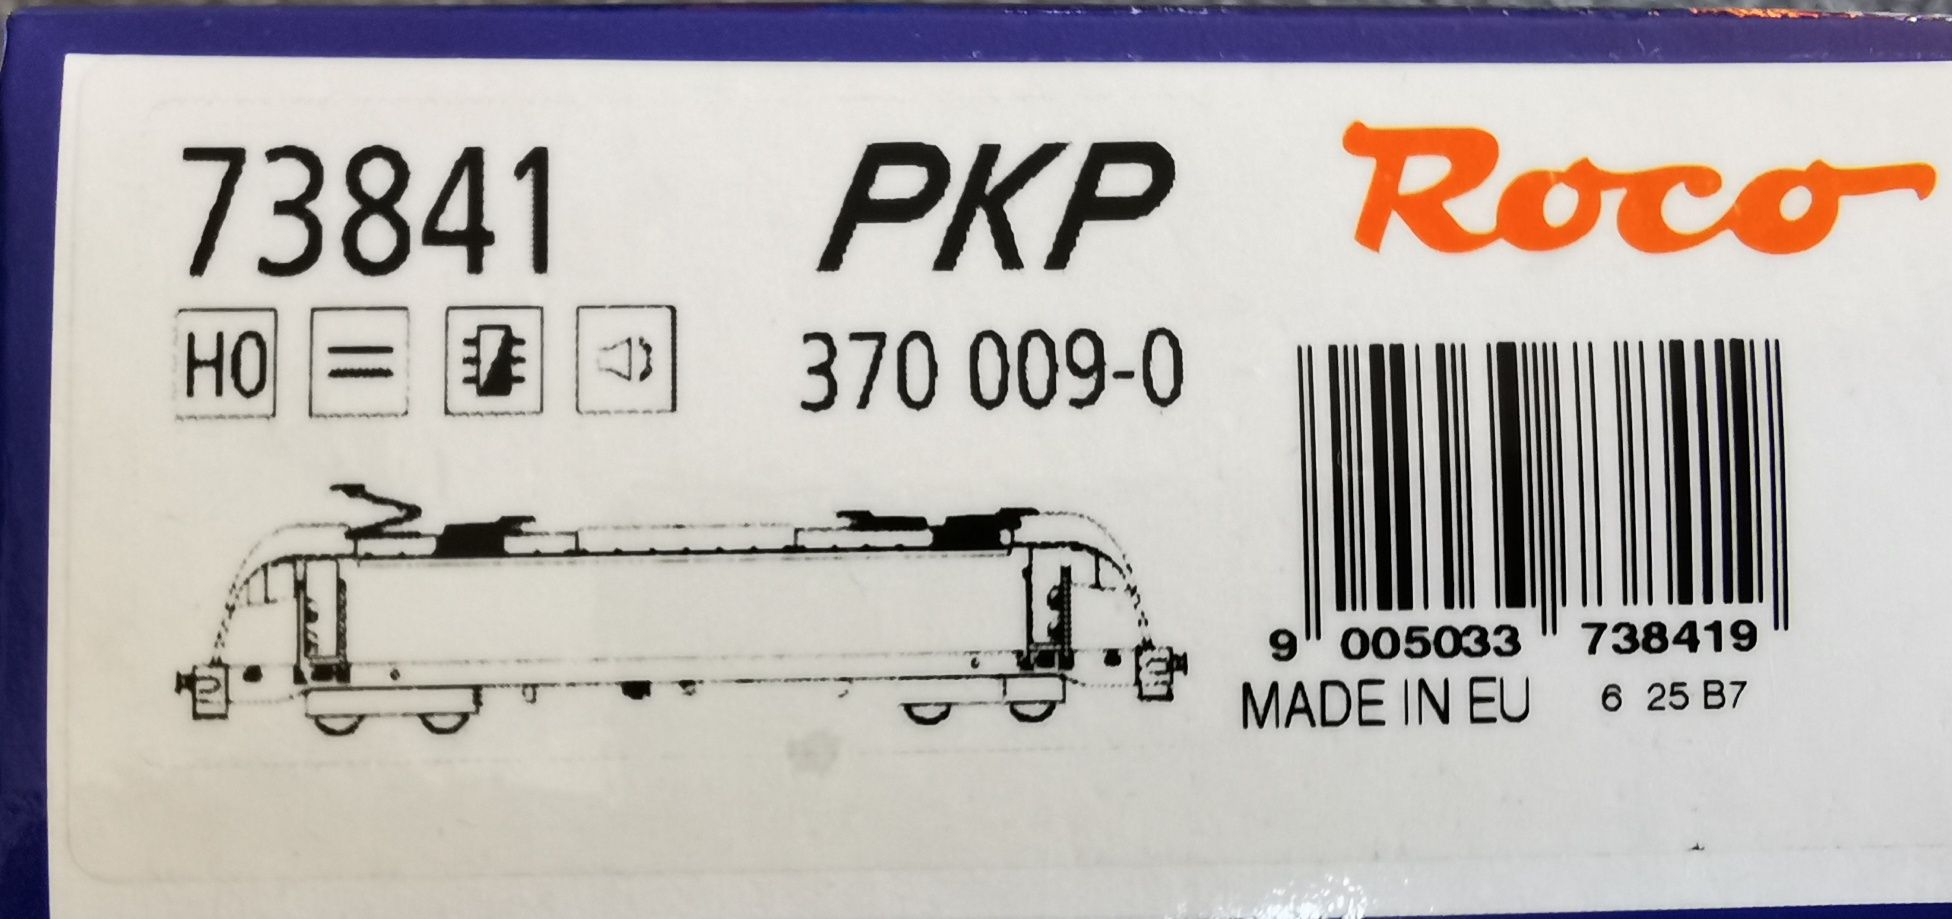 73841
PKP
Roco
H0
370 009-0
9 005033 738419
MADE IN EU 6 25 B7